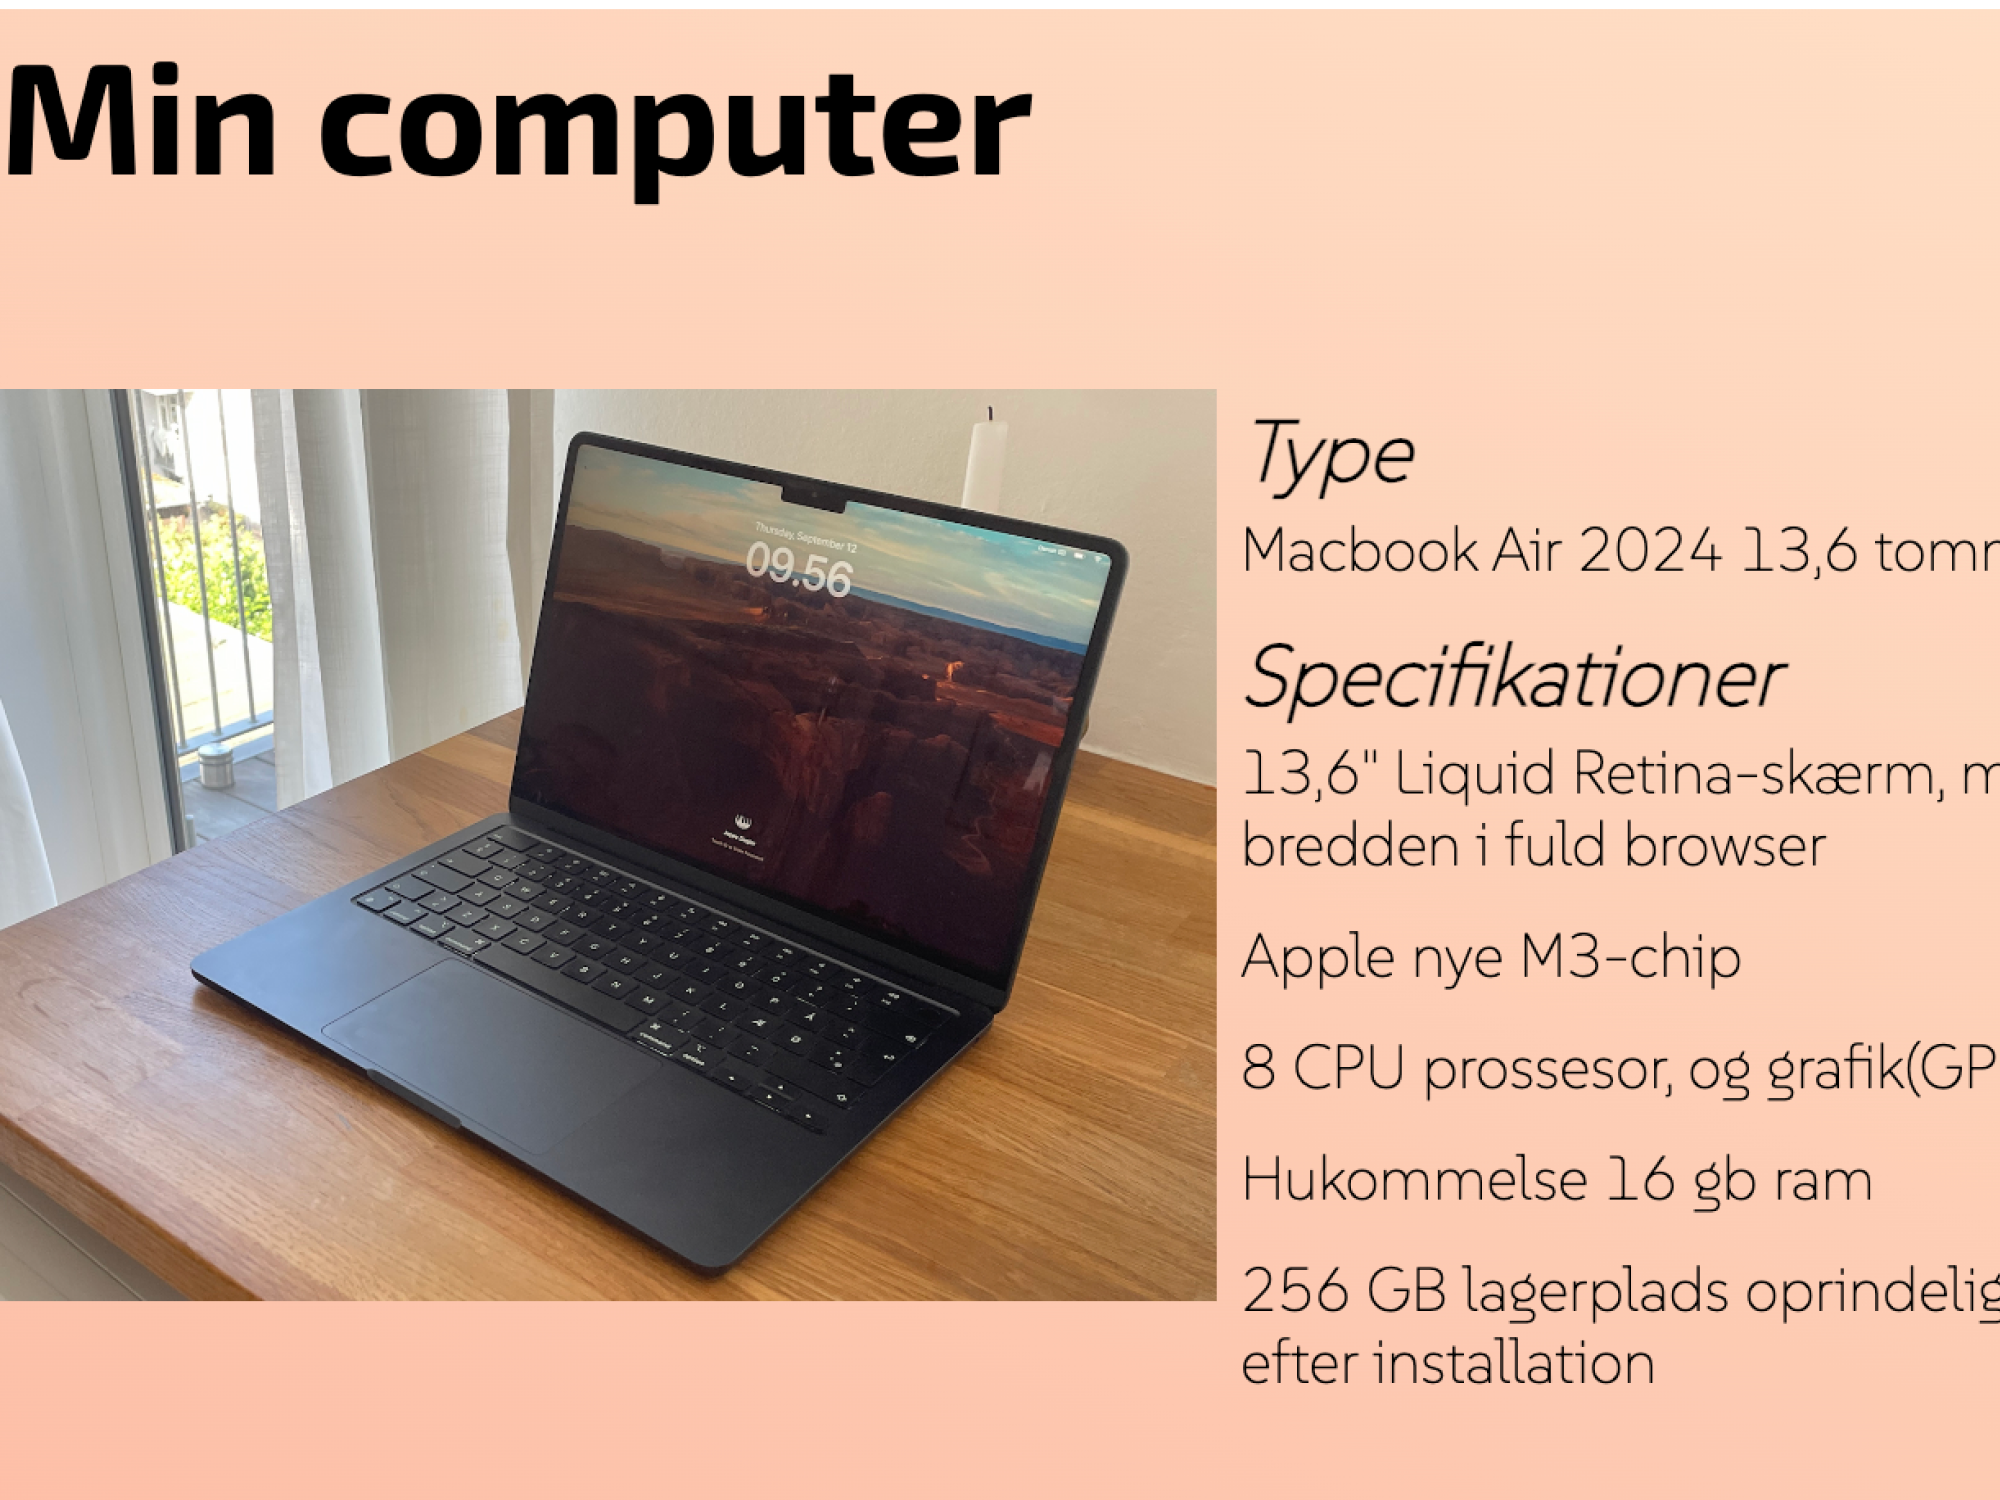 Min computer
Thursday, September 12
09.56
Type
Macbook Air 2024 13,6
Specifikationer
13,6" Liquid Retina-skærm,
bredden i fuld browser
Apple nye M3-chip
8 CPU prossesor, og
Hukommelse 16 gb ram
256 GB lagerplads
efter installation
command
option